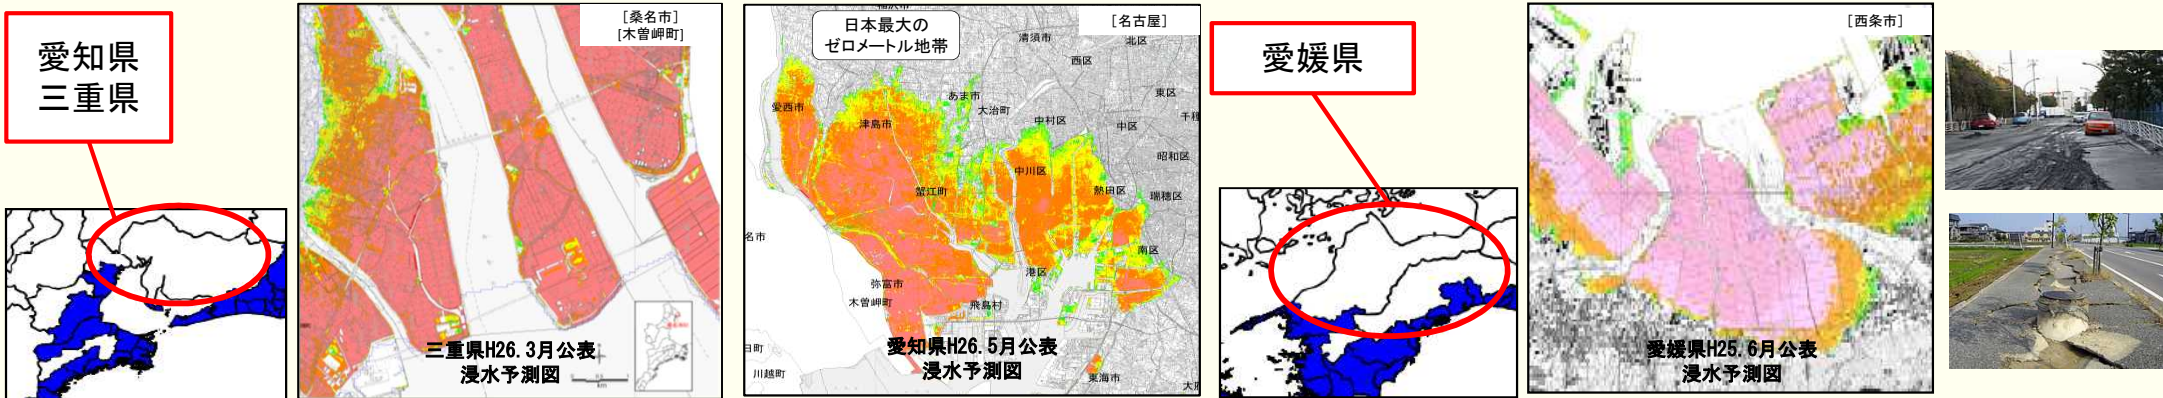 愛知県
三重県
[桑名市]
[木曽岬町]
三重県H26.3月公表
浸水予測図
日本最大の
ゼロメートル地帯
[名古屋]
清須市
北区
西区
愛西市
あま市
大治町
東区
津島市
中村区
中区
千種
昭和区
中川区
蟹江町
熱田区
瑞穂区
名市
南区
港区
弥富市
木曽岬町
飛島村
日町
川越町
東海市
大府
愛知県H26.5月公表
浸水予測図
愛媛県
[西条市]
愛媛県H25.6月公表
浸水予測図